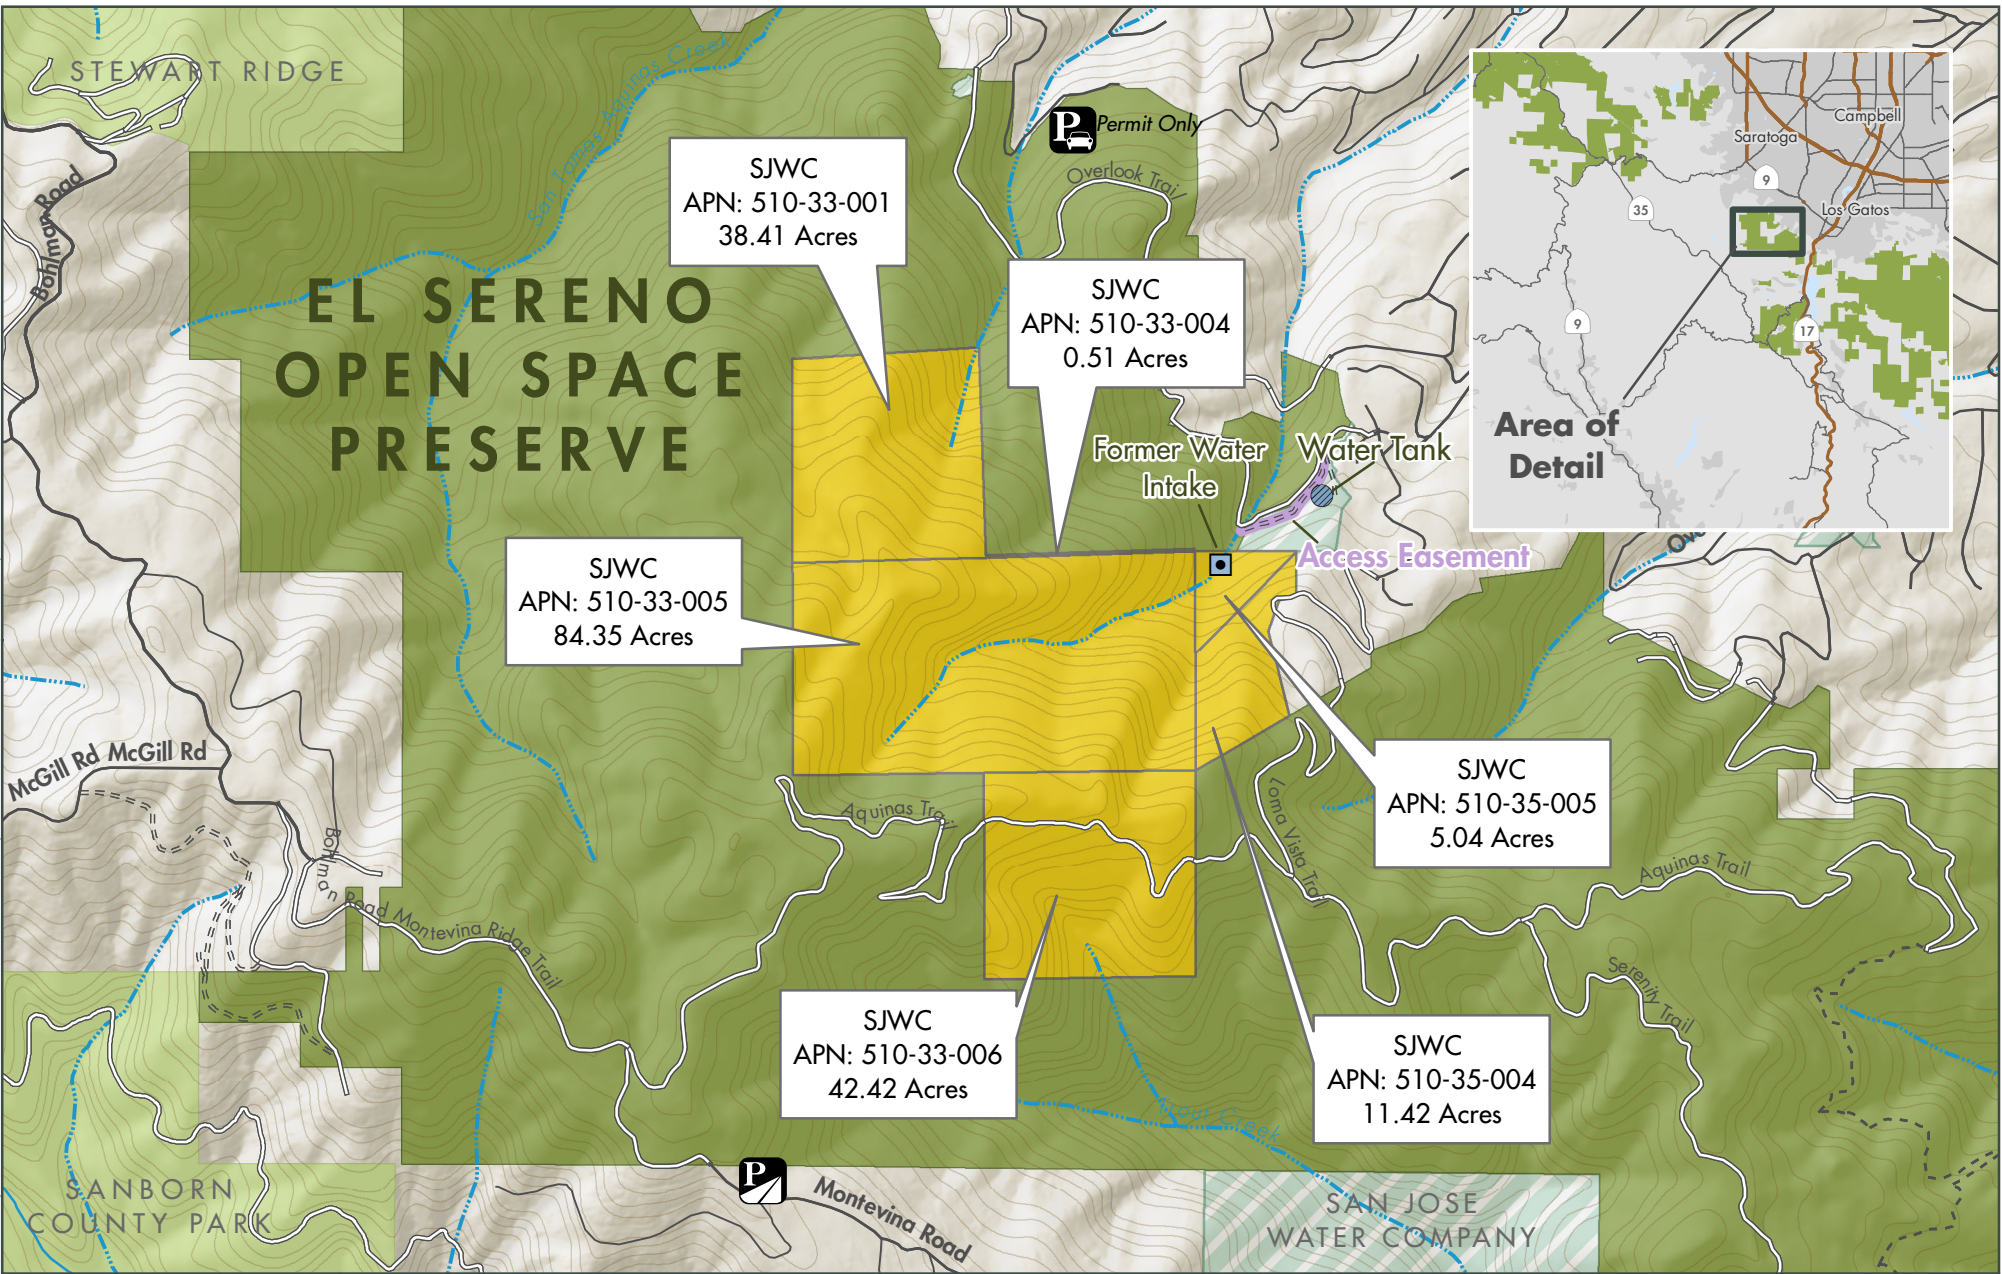 STEWART RIDGE
San Tomas Aquinas Creek
P
Permit Only
Overlook Trail
Bohlman Road
SJWC
APN: 510-33-001
38.41 Acres
EL SERENO
OPEN SPACE
PRESERVE
SJWC
APN: 510-33-004
0.51 Acres
Campbell
Saratoga
9
35
Los Gatos
9
17
Area of
Detail
Former Water
Intake
Water Tank
Access Easement
SJWC
APN: 510-33-005
84.35 Acres
McGill Rd McGill Rd
Aquinas Trail
Loma Vista Trail
SJWC
APN: 510-35-005
5.04 Acres
Bohlman Road
Montevina Ridge Trail
Aquinas Trail
Serenity Trail
SJWC
APN: 510-33-006
42.42 Acres
SJWC
APN: 510-35-004
11.42 Acres
Trout Creek
SANBORN
COUNTY PARK
P
Montevina Road
SAN JOSE
WATER COMPANY